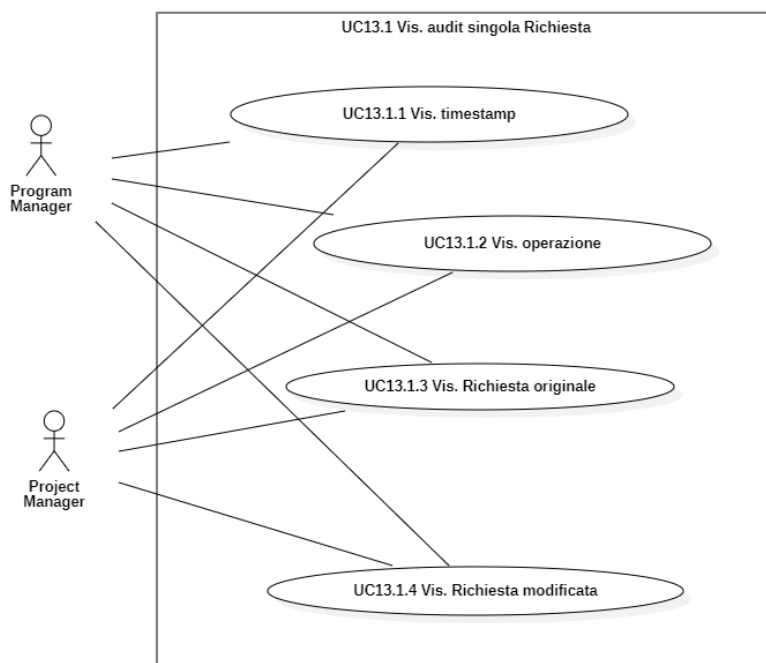 UC13.1 Vis. audit singola Richiesta
UC13.1.1 Vis. timestamp
Program
Manager
UC13.1.2 Vis. operazione
UC13.1.3 Vis. Richiesta originale
Project
Manager
UC13.1.4 Vis. Richiesta modificata